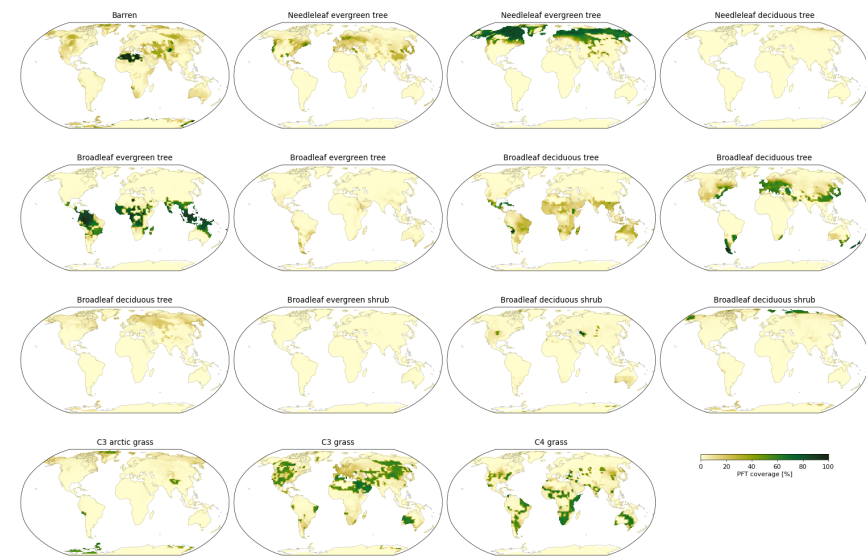 Barren
Needleleaf evergreen tree
Needleleaf evergreen tree
Needleleaf deciduous tree
Broadleaf evergreen tree
Broadleaf evergreen tree
Broadleaf deciduous tree
Broadleaf deciduous tree
Broadleaf deciduous tree
Broadleaf evergreen shrub
Broadleaf deciduous shrub
Broadleaf deciduous shrub
C3 arctic grass
C3 grass
C4 grass
0 20 40 60 80 100
PFT coverage [%]